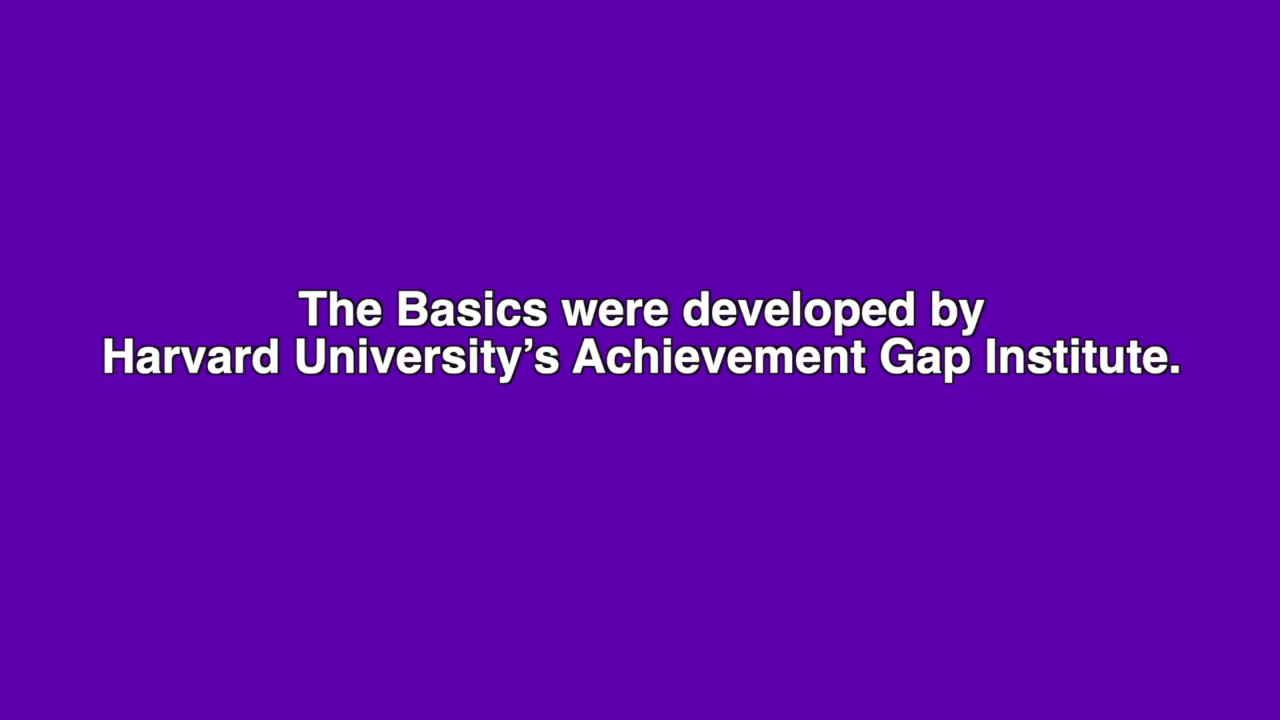 The Basics were developed by
Harvard University’s Achievement Gap Institute.